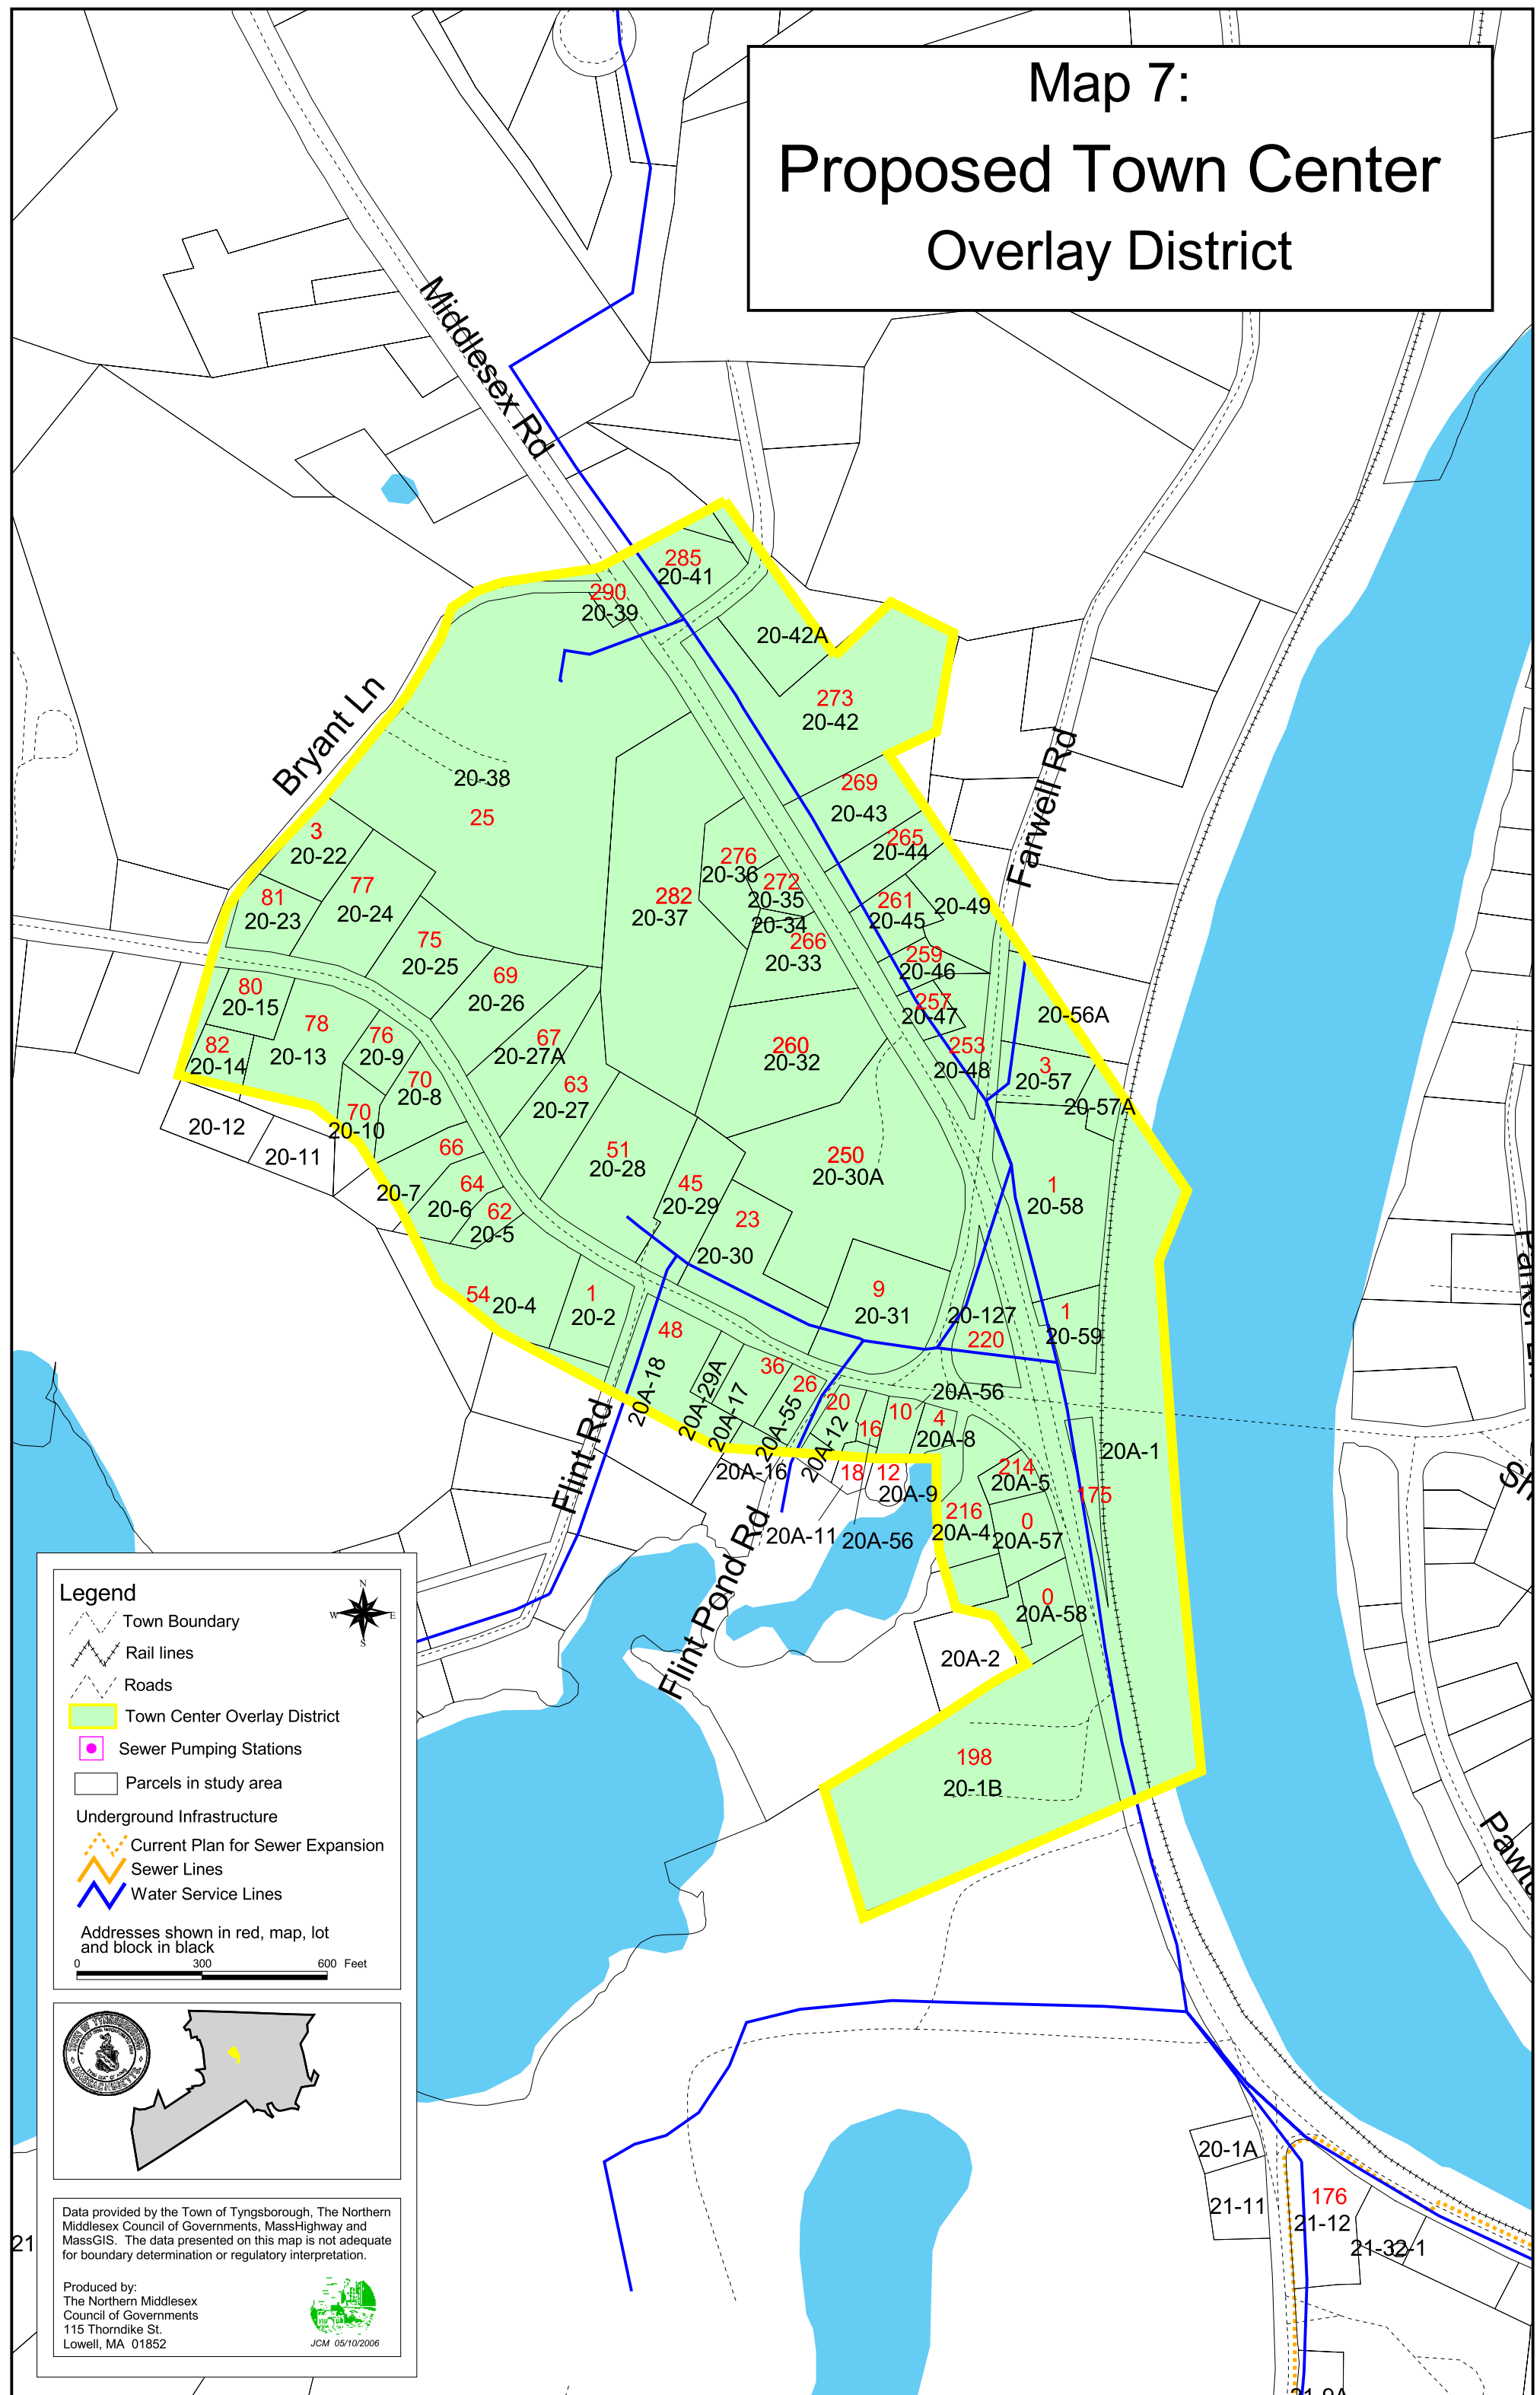 Map 7:
Proposed Town Center
Overlay District
Middlesex Rd
285
20-41
290
20-39
20-42A
273
20-42
Bryant Ln
Farwell Rd
20-38
25
269
20-43
265
20-44
3
20-22
276
20-36
272
20-35
282
20-37
20-34
266
20-33
261
20-45
20-49
81
20-23
77
20-24
75
20-25
69
20-26
259
20-46
257
20-47
253
20-48
20-56A
80
20-15
78
20-13
76
20-9
82
20-14
67
20-27A
260
20-32
3
20-57
20-57A
70
20-8
70
20-10
63
20-27
20-12
20-11
66
20-7
64
20-6
62
20-5
51
20-28
45
20-29
23
20-30
250
20-30A
1
20-58
54
20-4
1
20-2
9
20-31
20-127
220
1
20-59
48
20A-18
20A-29A
20A-17
36
26
20A-55
20
20A-12
16
10
20A-56
4
20A-8
20A-1
175
Flint Rd
20A-16
18
12
20A-9
20A-11
20A-56
214
20A-5
216
20A-4
0
20A-57
0
20A-58
20A-2
Flint Pond Rd
198
20-1B
20-1A
21-11
176
21-12
21
Legend
N
W
E
S
Town Boundary
Rail lines
Roads
Town Center Overlay District
Sewer Pumping Stations
Parcels in study area
Underground Infrastructure
Current Plan for Sewer Expansion
Sewer Lines
Water Service Lines
Addresses shown in red, map, lot
and block in black
0 300 600 Feet
Data provided by the Town of Tyngsborough, The Northern
Middlesex Council of Governments, MassHighway and
MassGIS. The data presented on this map is not adequate
for boundary determination or regulatory interpretation.
Produced by:
The Northern Middlesex
Council of Governments
115 Thorndike St.
Lowell, MA 01852
JCM 05/10/2006